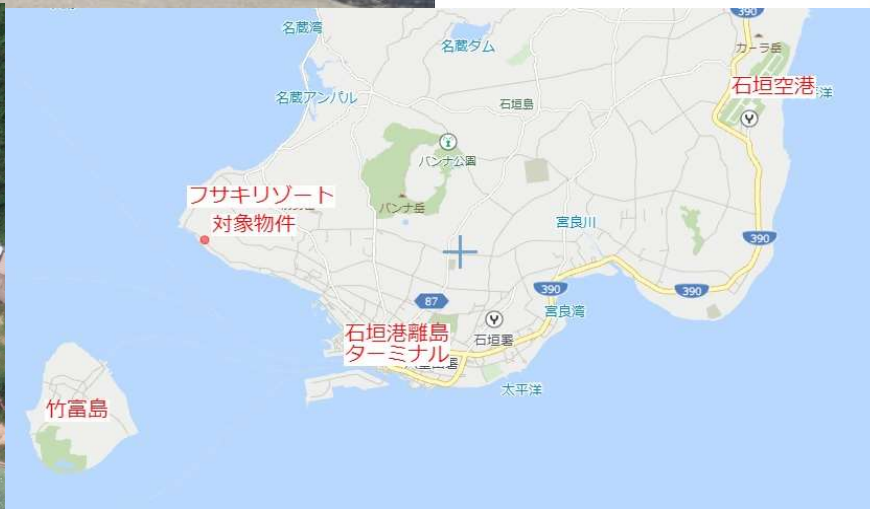 名蔵湾
名蔵ダム
390
カーラ岳
石垣空港
名蔵アンパル
石垣島
バンナ公園
フサキリゾート
対象物件
バンナ岳
宮良川
390
390
390
87
宮良湾
石垣港離島
ターミナル
石垣署
太平洋
竹富島